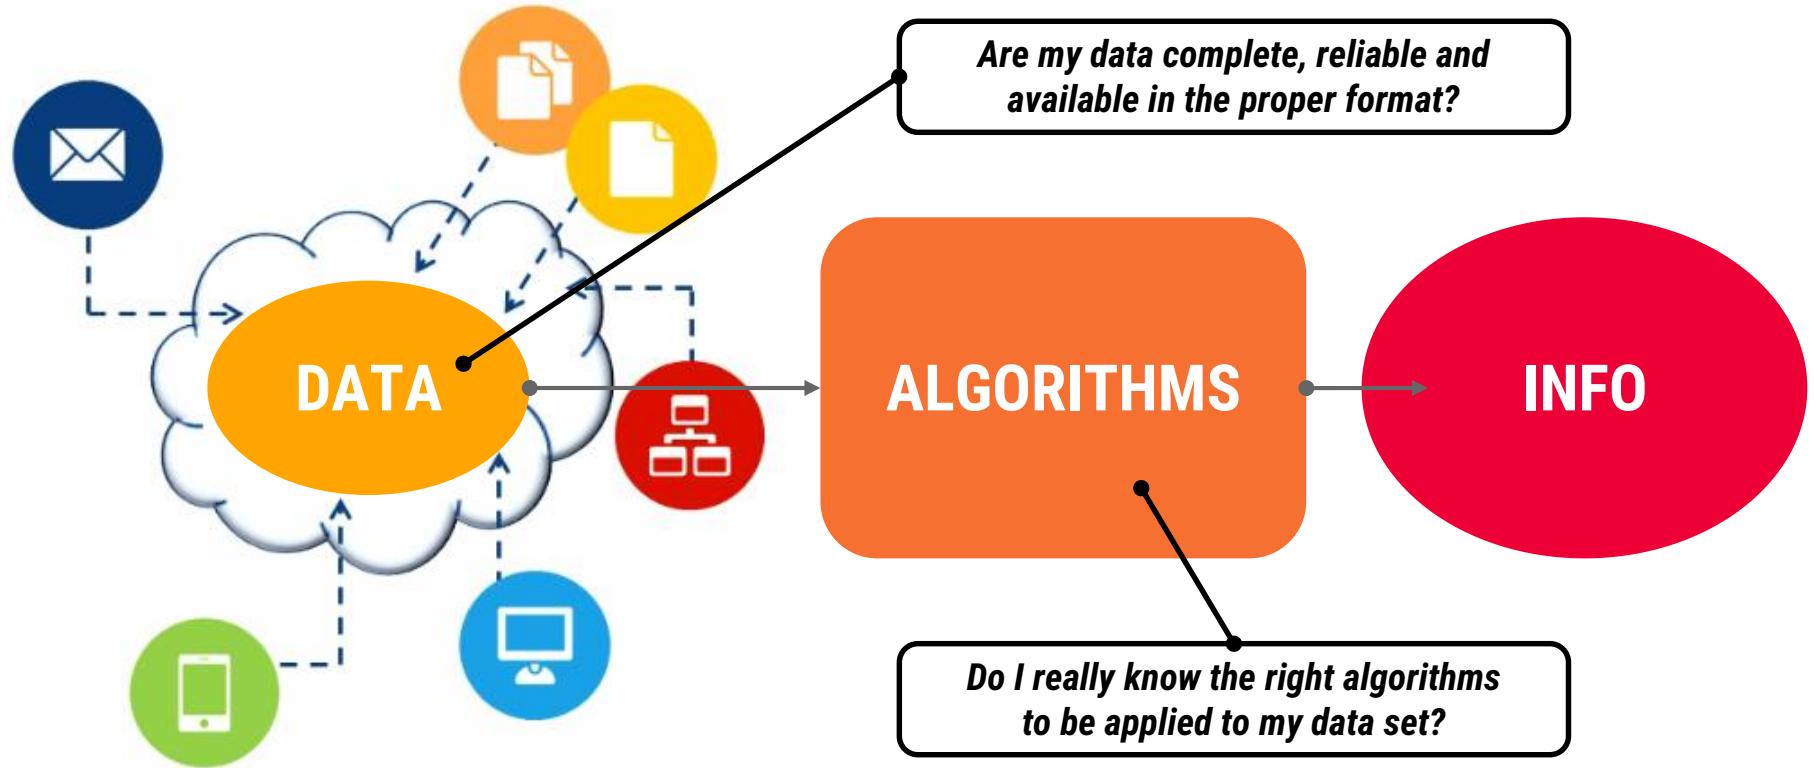 Are my data complete, reliable and
available in the proper format?
DATA
ALGORITHMS
INFO
Do I really know the right algorithms
to be applied to my data set?